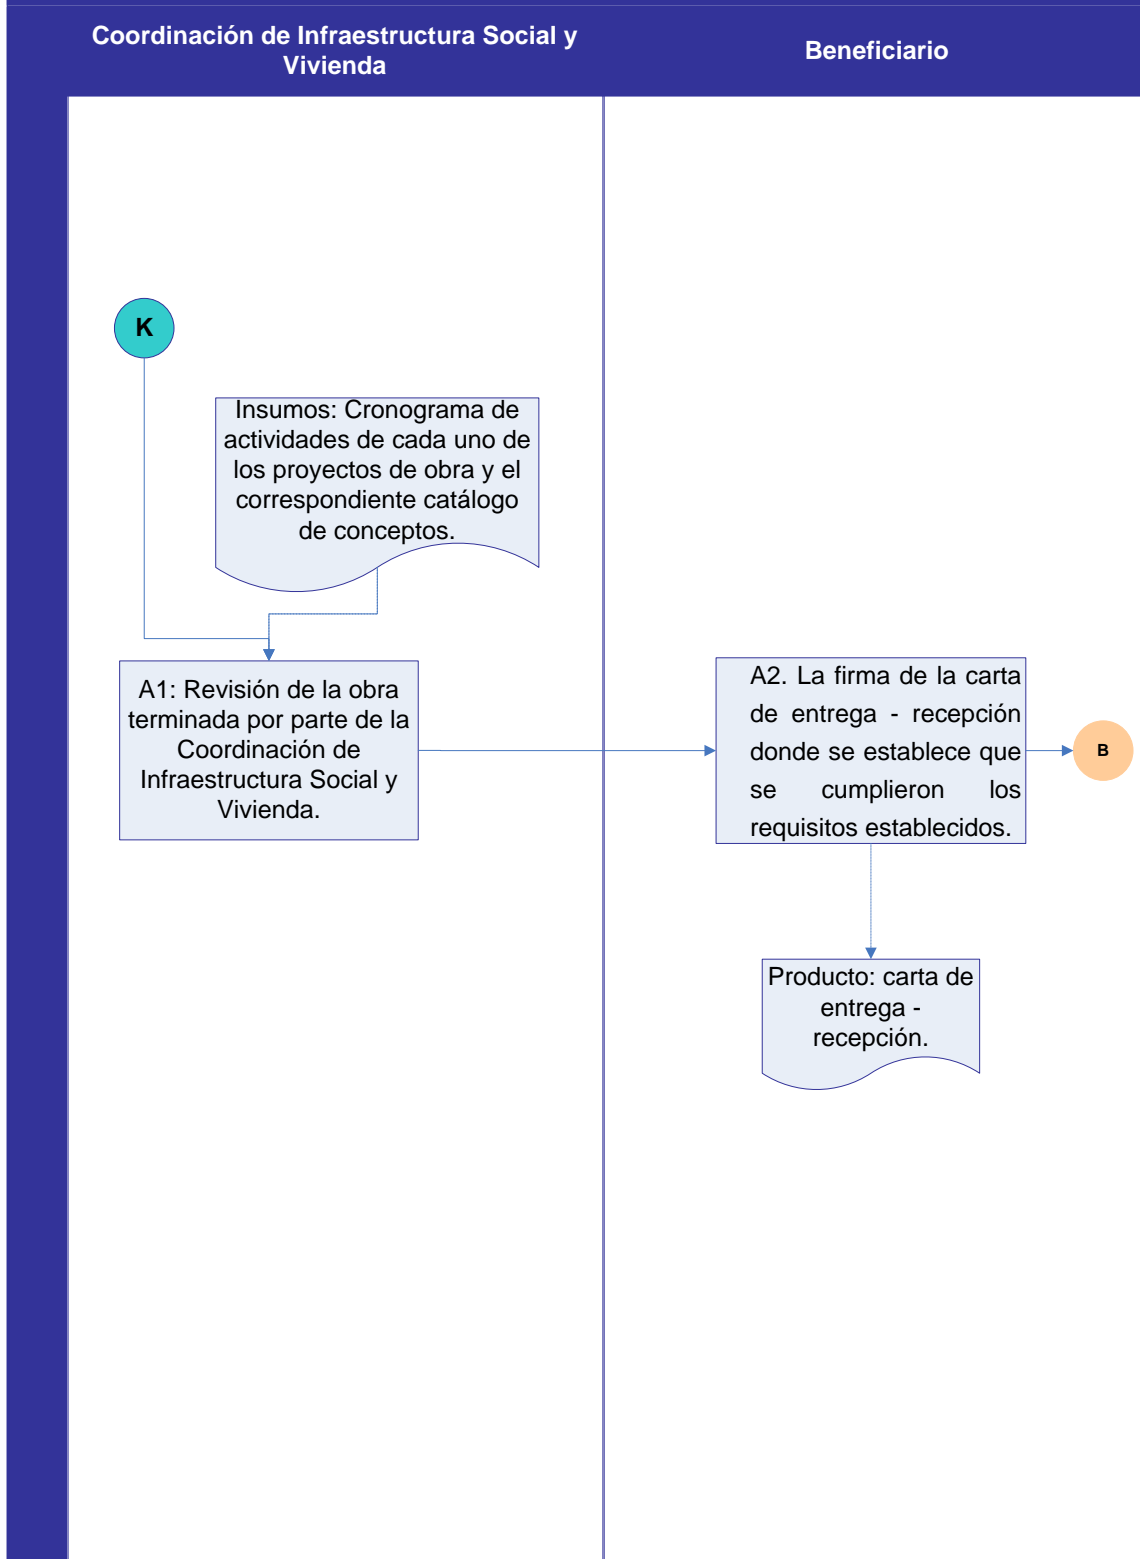 Coordinación de Infraestructura Social y
Vivienda
Beneficiario
K
Insumos: Cronograma de
actividades de cada uno de
los proyectos de obra y el
correspondiente catálogo
de conceptos.
A1: Revisión de la obra
terminada por parte de la
Coordinación de
Infraestructura Social y
Vivienda.
A2. La firma de la carta
de entrega - recepción
donde se establece que
se cumplieron los
requisitos establecidos.
B
Producto: carta de
entrega -
recepción.